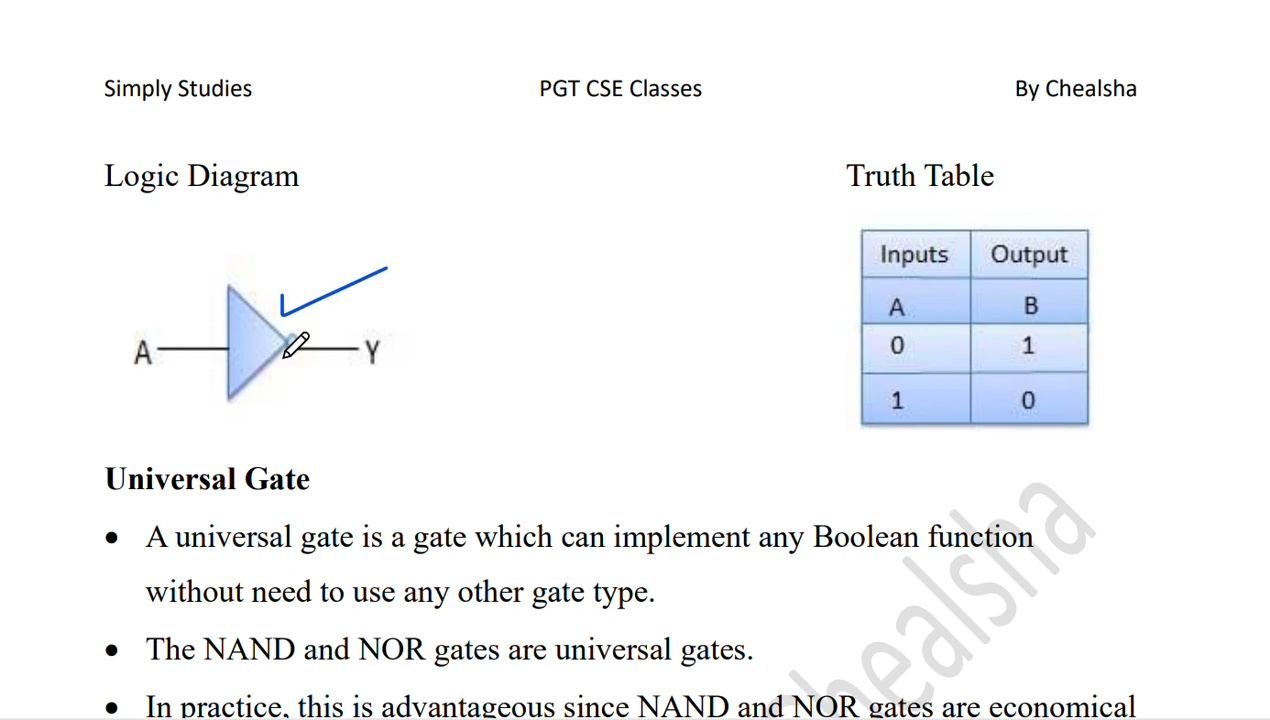 Simply Studies PGT CSE Classes By Chealsha
Logic Diagram Truth Table
Inputs Output
A B
0 1
1 0
A Y
Universal Gate
• A universal gate is a gate which can implement any Boolean function
without need to use any other gate type.
• The NAND and NOR gates are universal gates.
• In practice, this is advantageous since NAND and NOR gates are economical
Chealsha